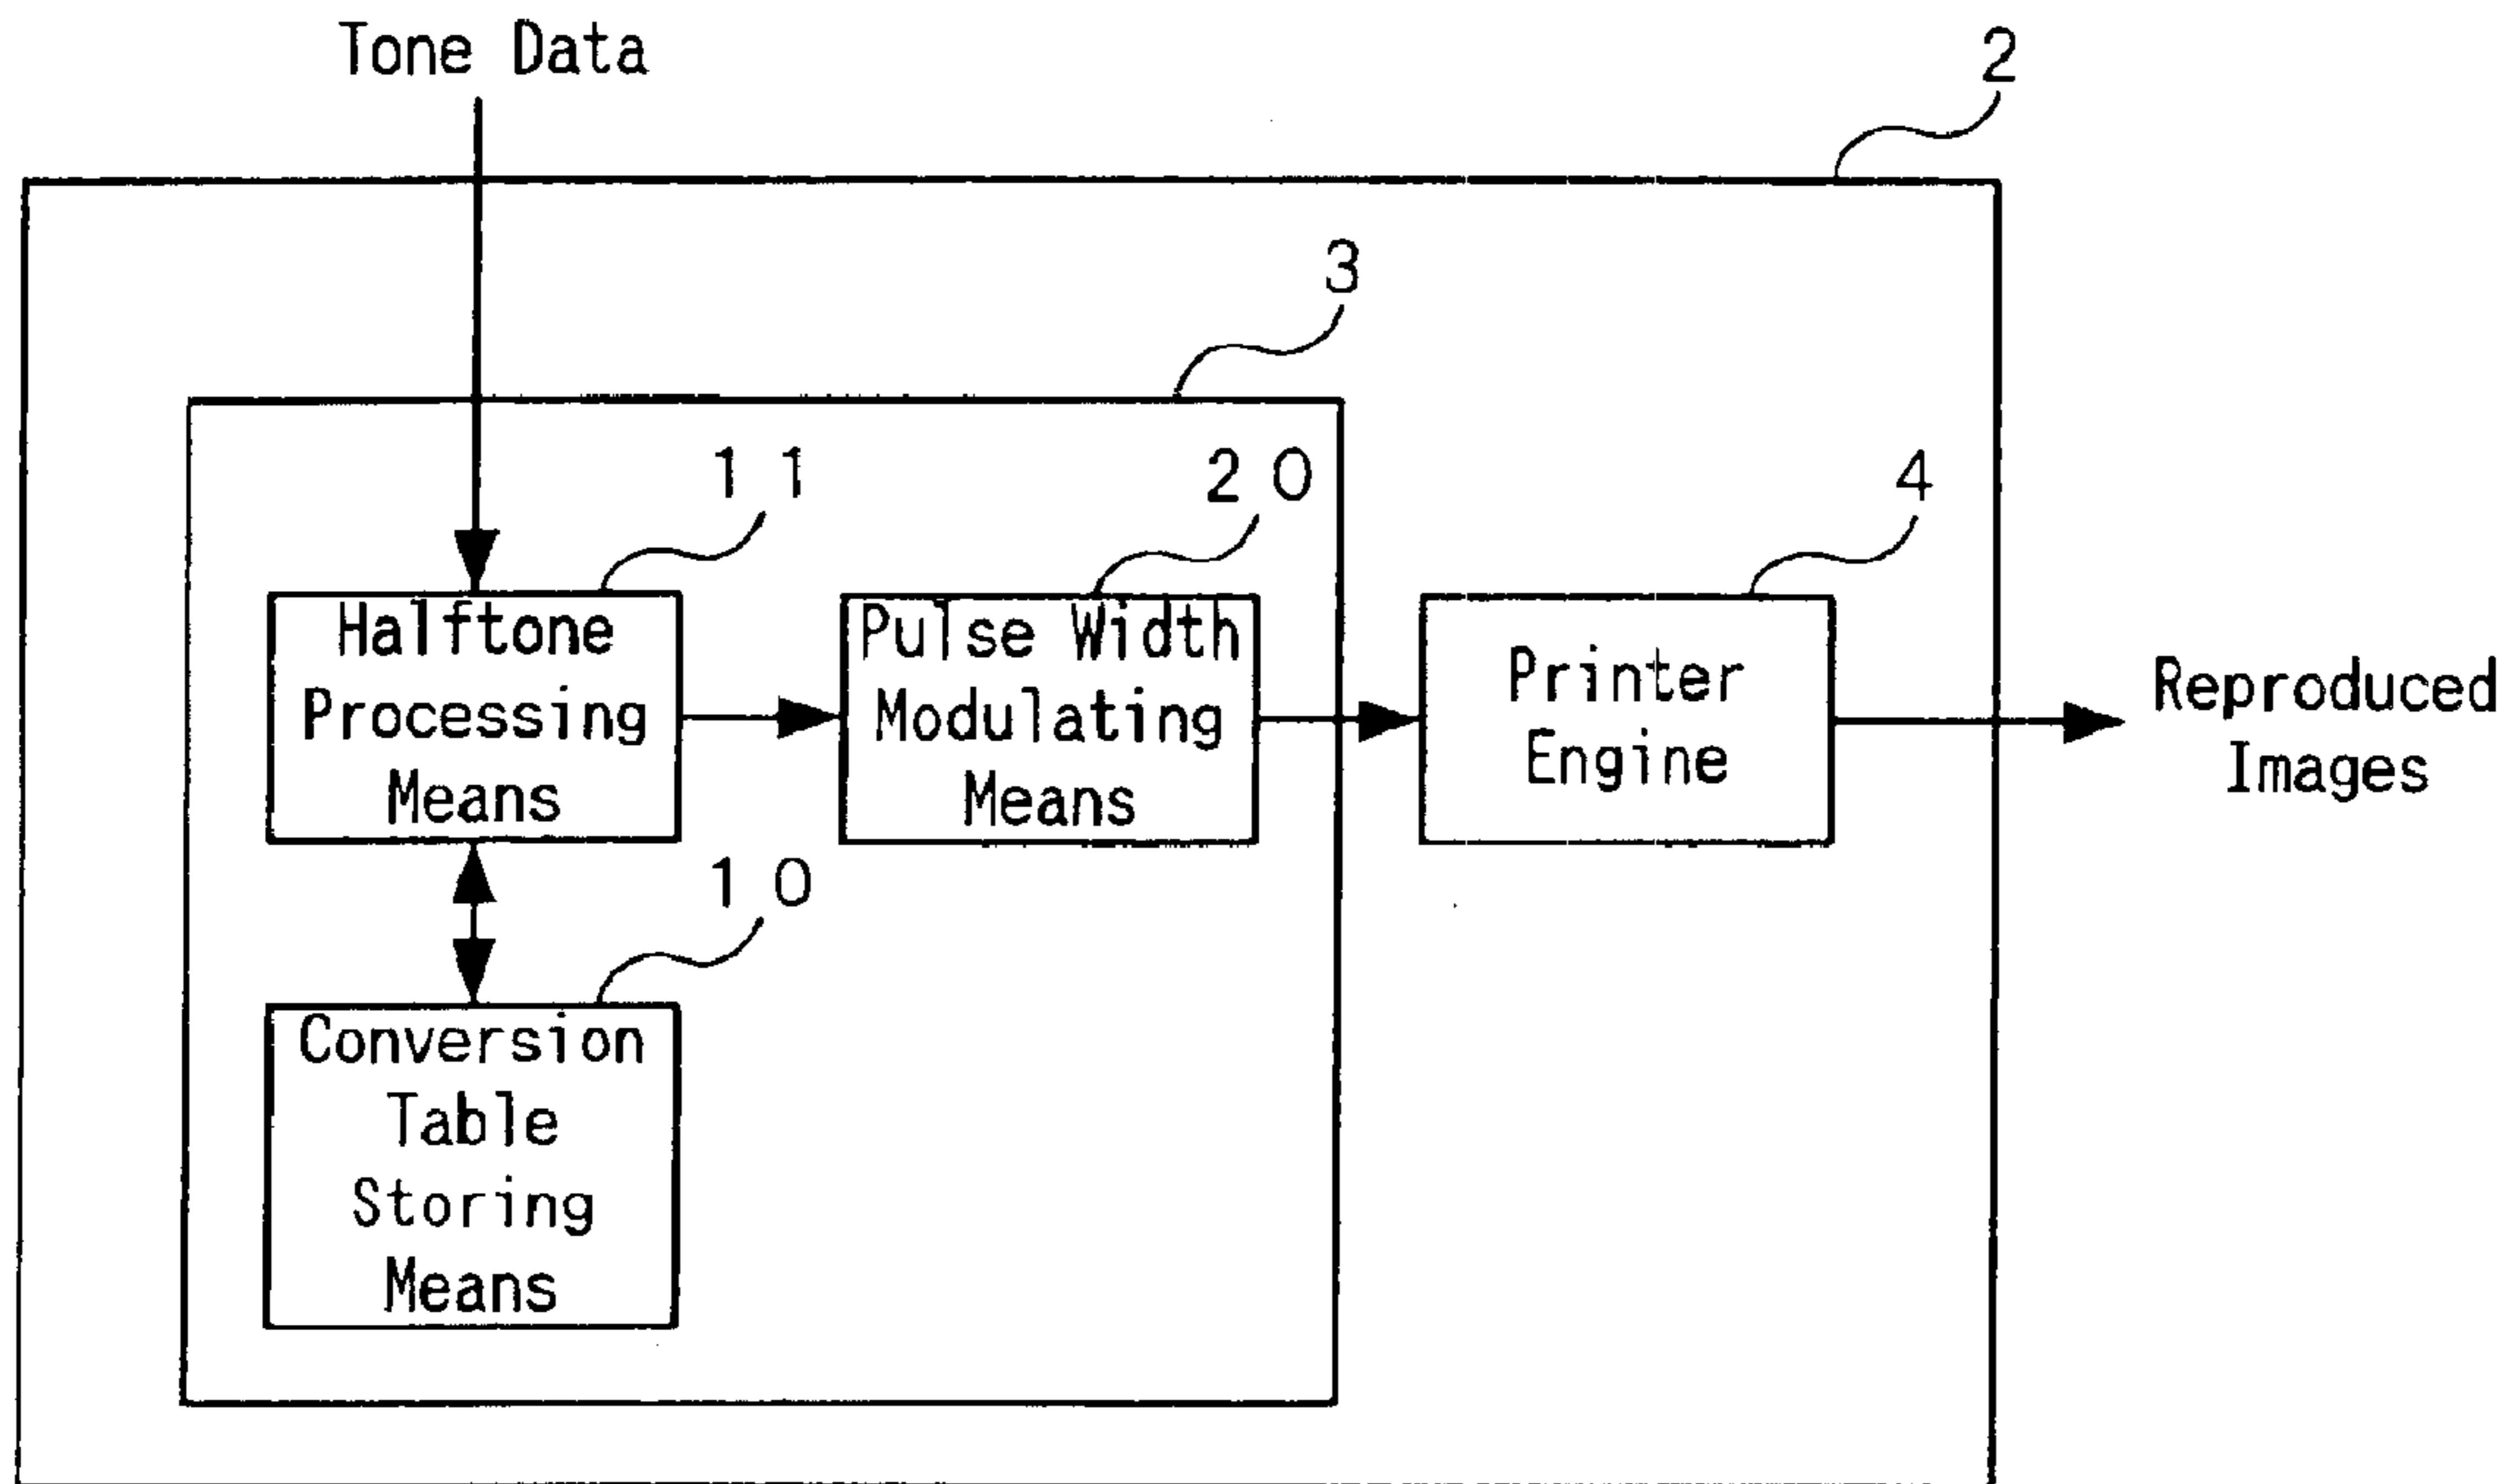 Tone Data
2
3
1 1
2 0
4
Halftone
Processing
Means
Pulse Width
Modulating
Means
Printer
Engine
Reproduced
Images
1 0
Conversion
Table
Storing
Means